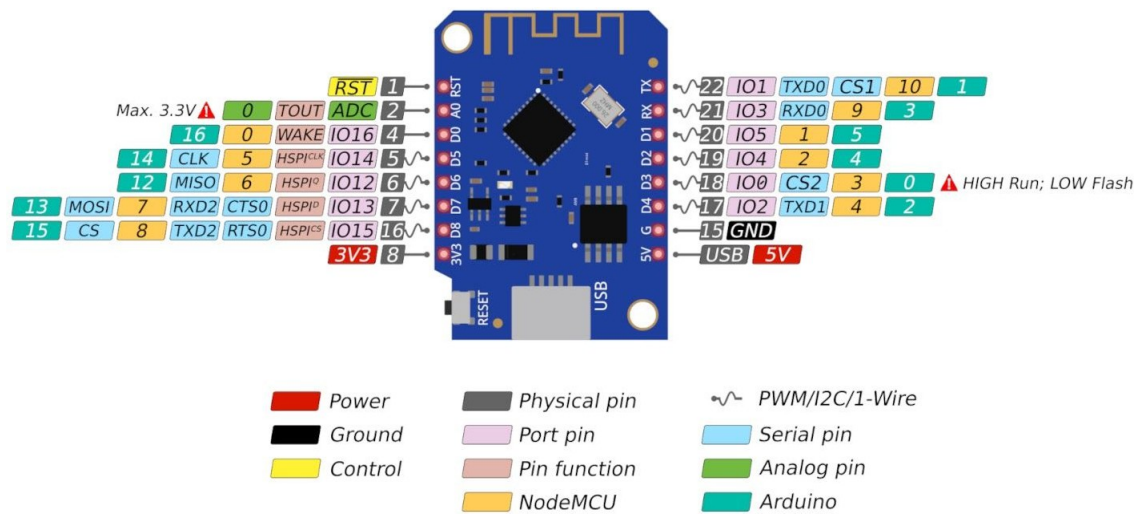 RST 1 RST TX 22 IO1 TXD0 CS1 10 1
Max. 3.3V 0 TOUT ADC 2 A0 RX 21 IO3 RXD0 9 3
16 0 WAKE IO16 4 D0 D1 20 IO5 1 5
14 CLK 5 HSPICLK IO14 5 D5 D2 19 IO4 2 4
12 MISO 6 HSPIQ IO12 6 D6 D3 18 IO0 CS2 3 0 HIGH Run; LOW Flash
13 MOSI 7 RXD2 CTS0 HSPID IO13 7 D7 D4 17 IO2 TXD1 4 2
15 CS 8 TXD2 RTS0 HSPICS IO15 16 D8 G 15 GND
3V3 8 3V3 5V USB 5V
RESET USB
Power Physical pin PWM/I2C/1-Wire
Ground Port pin Serial pin
Control Pin function Analog pin
NodeMCU Arduino